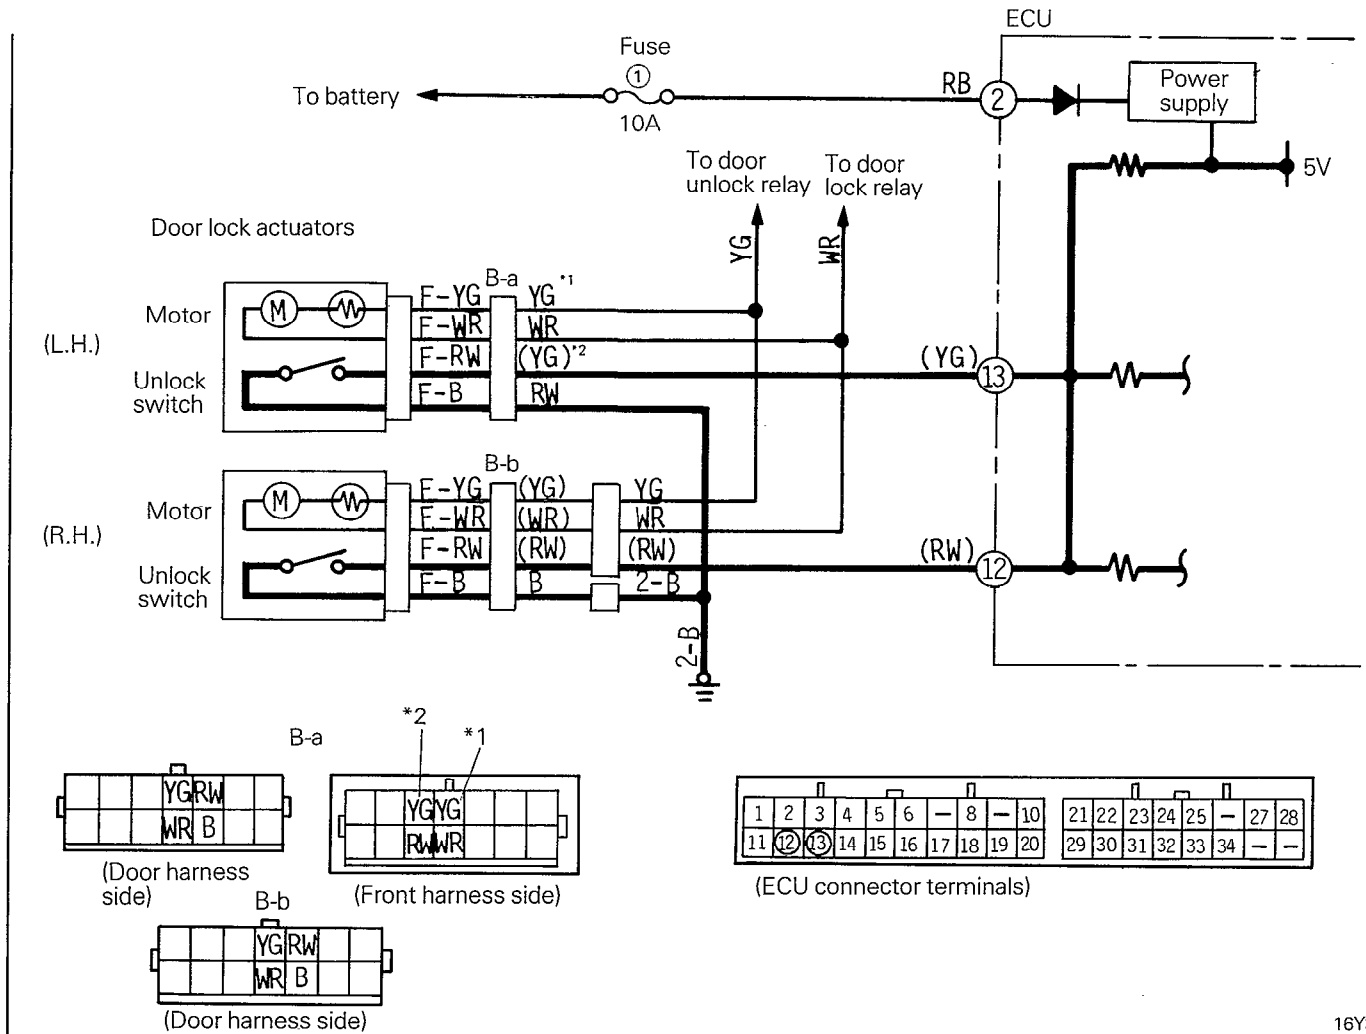 ECU
Fuse
1
10A
To battery
RB
2
Power
supply
5V
To door
unlock relay
To door
lock relay
YG
WR
Door lock actuators
(L.H.)
Motor
M
Unlock
switch
B-a
F-YG
YG*1
F-WR
WR
F-RW
(YG)*2
F-B
RW
(YG)
13
(R.H.)
Motor
M
Unlock
switch
B-b
F-YG
(YG)
YG
F-WR
(WR)
WR
F-RW
(RW)
(RW)
F-B
B
2-B
(RW)
12
2-B
B-a
*2
*1
YG RW
WR B
(Door harness
side)
YG YG
RW WR
(Front harness side)
B-b
YG RW
WR B
(Door harness side)
1 2 3 4 5 6 — 8 — 10
11 12 13 14 15 16 17 18 19 20
21 22 23 24 25 — 27 28
29 30 31 32 33 34 — —
(ECU connector terminals)
16Y